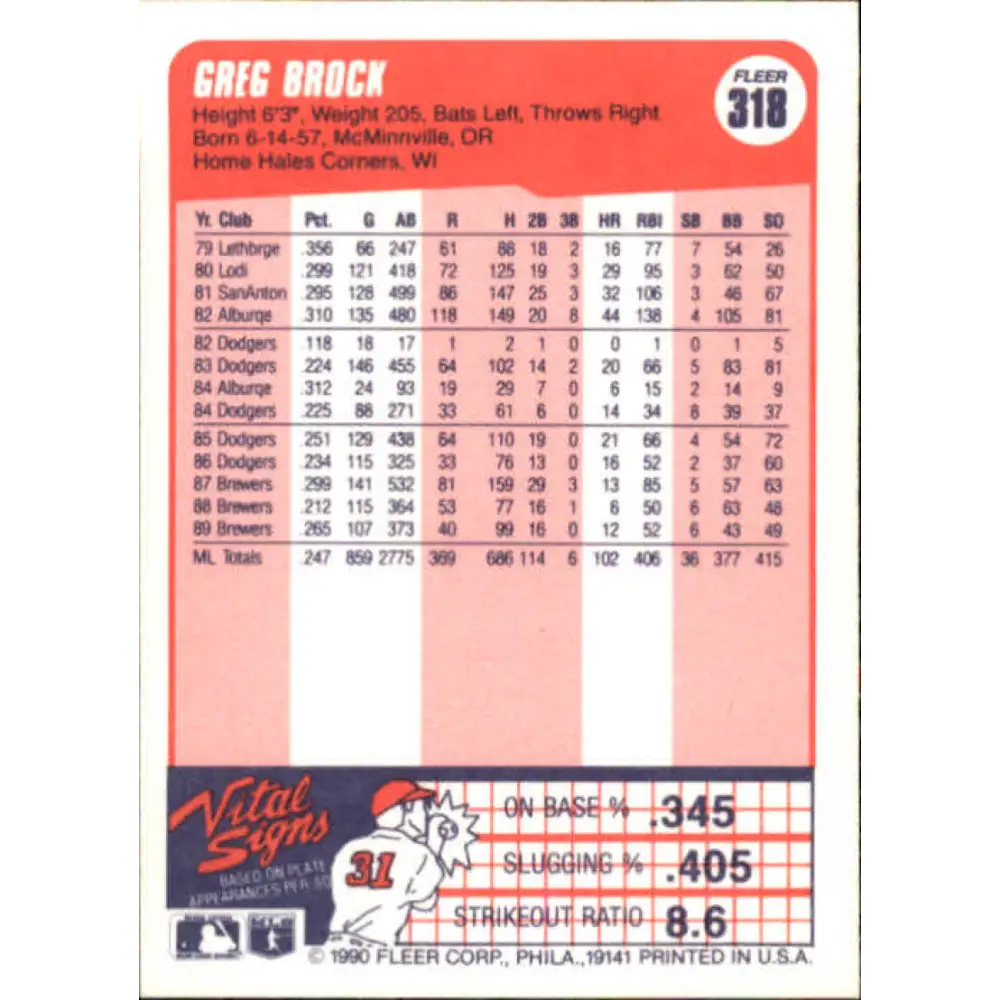 GREG BROCK
FLEER
318
Height 6'3", Weight 205, Bats Left, Throws Right
Born 6-14-57, McMinnville, OR
Home Hales Corners, WI
Yr. Club Pct. G AB R H 2B 3B HR RBI SB BB SO
79 Lethbrge .356 66 247 61 88 18 2 16 77 7 54 26
80 Lodi .299 121 418 72 125 19 3 29 95 3 62 50
81 SanAnton .295 128 499 86 147 25 3 32 106 3 46 67
82 Alburqe .310 135 480 118 149 20 8 44 138 4 105 81
82 Dodgers .118 18 17 1 2 1 0 0 1 0 1 5
83 Dodgers .224 146 455 64 102 14 2 20 66 5 83 81
84 Alburqe .312 24 93 19 29 7 0 6 15 2 14 9
84 Dodgers .225 88 271 33 61 6 0 14 34 8 39 37
85 Dodgers .251 129 438 64 110 19 0 21 66 4 54 72
86 Dodgers .234 115 325 33 76 13 0 16 52 2 37 60
87 Brewers .299 141 532 81 159 29 3 13 85 5 57 63
88 Brewers .212 115 364 53 77 16 1 6 50 6 63 48
89 Brewers .265 107 373 40 99 16 0 12 52 6 43 49
ML Totals .247 859 2775 369 686 114 6 102 406 36 377 415
Vital
Signs
BASED ON PLATE
APPEARANCES PER SO
31
ON BASE % .345
SLUGGING % .405
STRIKEOUT RATIO 8.6
© 1990 FLEER CORP., PHILA., 19141 PRINTED IN U.S.A.